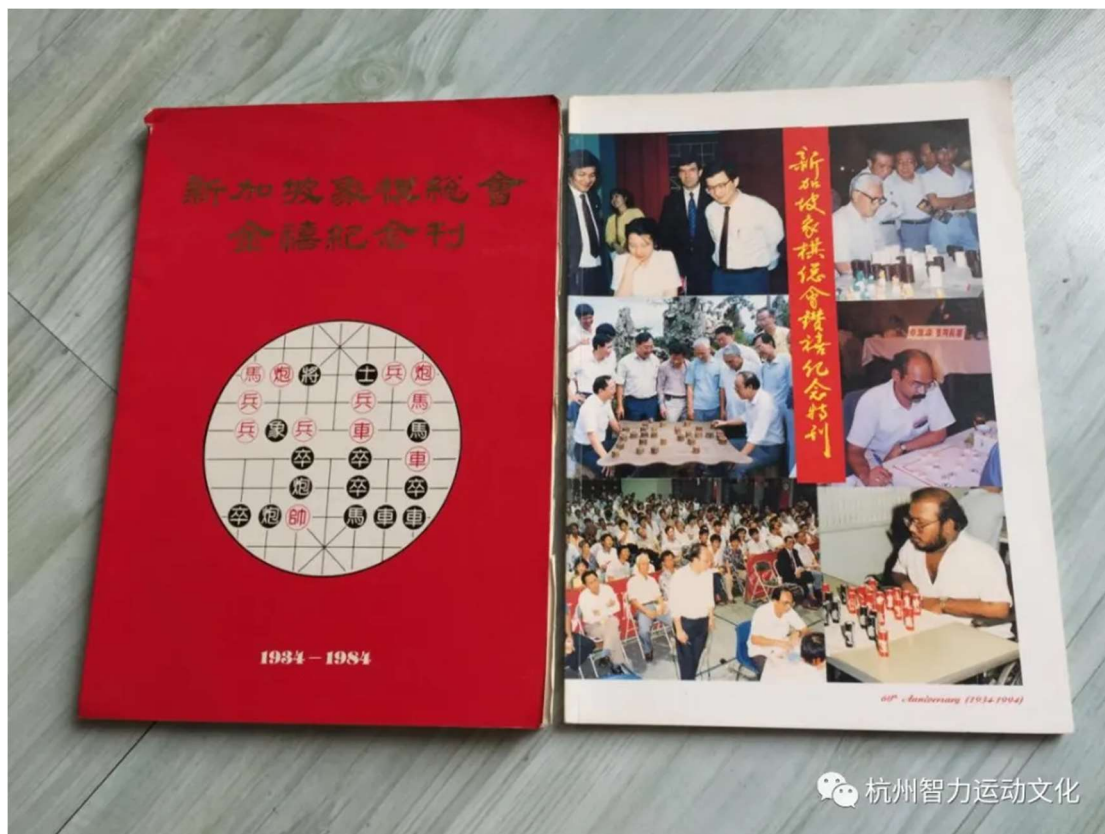 新加坡象棋總會
金禧紀念刊
馬炮將士兵炮
兵兵馬
兵象兵車馬
卒卒車
炮卒卒
卒炮帥馬車車
1934–1984
新加坡象棋總會鑽禧紀念特刊
60th Anniversary (1934-1994)
杭州智力运动文化